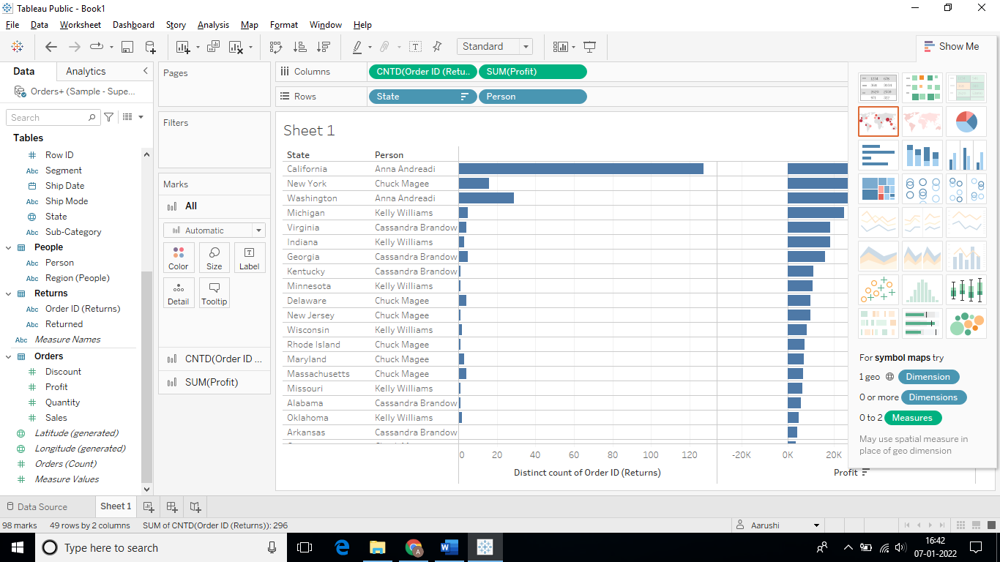 Tableau Public - Book1
File Data Worksheet Dashboard Story Analysis Map Format Window Help
Standard
Show Me
Data Analytics
Orders+ (Sample - Supe...
Search
Tables
Row ID
Abc Segment
Ship Date
Abc Ship Mode
State
Abc Sub-Category
People
Abc Person
Abc Region (People)
Returns
Abc Order ID (Returns)
Abc Returned
Abc Measure Names
Orders
Discount
Profit
Quantity
Sales
Latitude (generated)
Longitude (generated)
Orders (Count)
Measure Values
Pages
Filters
Marks
All
Automatic
Color Size Label
Detail Tooltip
CNTD(Order ID ...
SUM(Profit)
Columns CNTD(Order ID (Retu.. SUM(Profit)
Rows State Person
Sheet 1
State Person
California Anna Andreadi
New York Chuck Magee
Washington Anna Andreadi
Michigan Kelly Williams
Virginia Cassandra Brandow
Indiana Kelly Williams
Georgia Cassandra Brandow
Kentucky Cassandra Brandow
Minnesota Kelly Williams
Delaware Chuck Magee
New Jersey Chuck Magee
Wisconsin Kelly Williams
Rhode Island Chuck Magee
Maryland Chuck Magee
Massachusetts Chuck Magee
Missouri Kelly Williams
Alabama Cassandra Brandow
Oklahoma Kelly Williams
Arkansas Cassandra Brandow
0 20 40 60 80 100 120 -20K 0K 20K
Distinct count of Order ID (Returns) Profit
For symbol maps try
1 geo Dimension
0 or more Dimensions
0 to 2 Measures
May use spatial measure in
place of geo dimension
Data Source Sheet 1
98 marks 49 rows by 2 columns SUM of CNTD(Order ID (Returns)): 296 Aarushi
Type here to search
16:42
07-01-2022